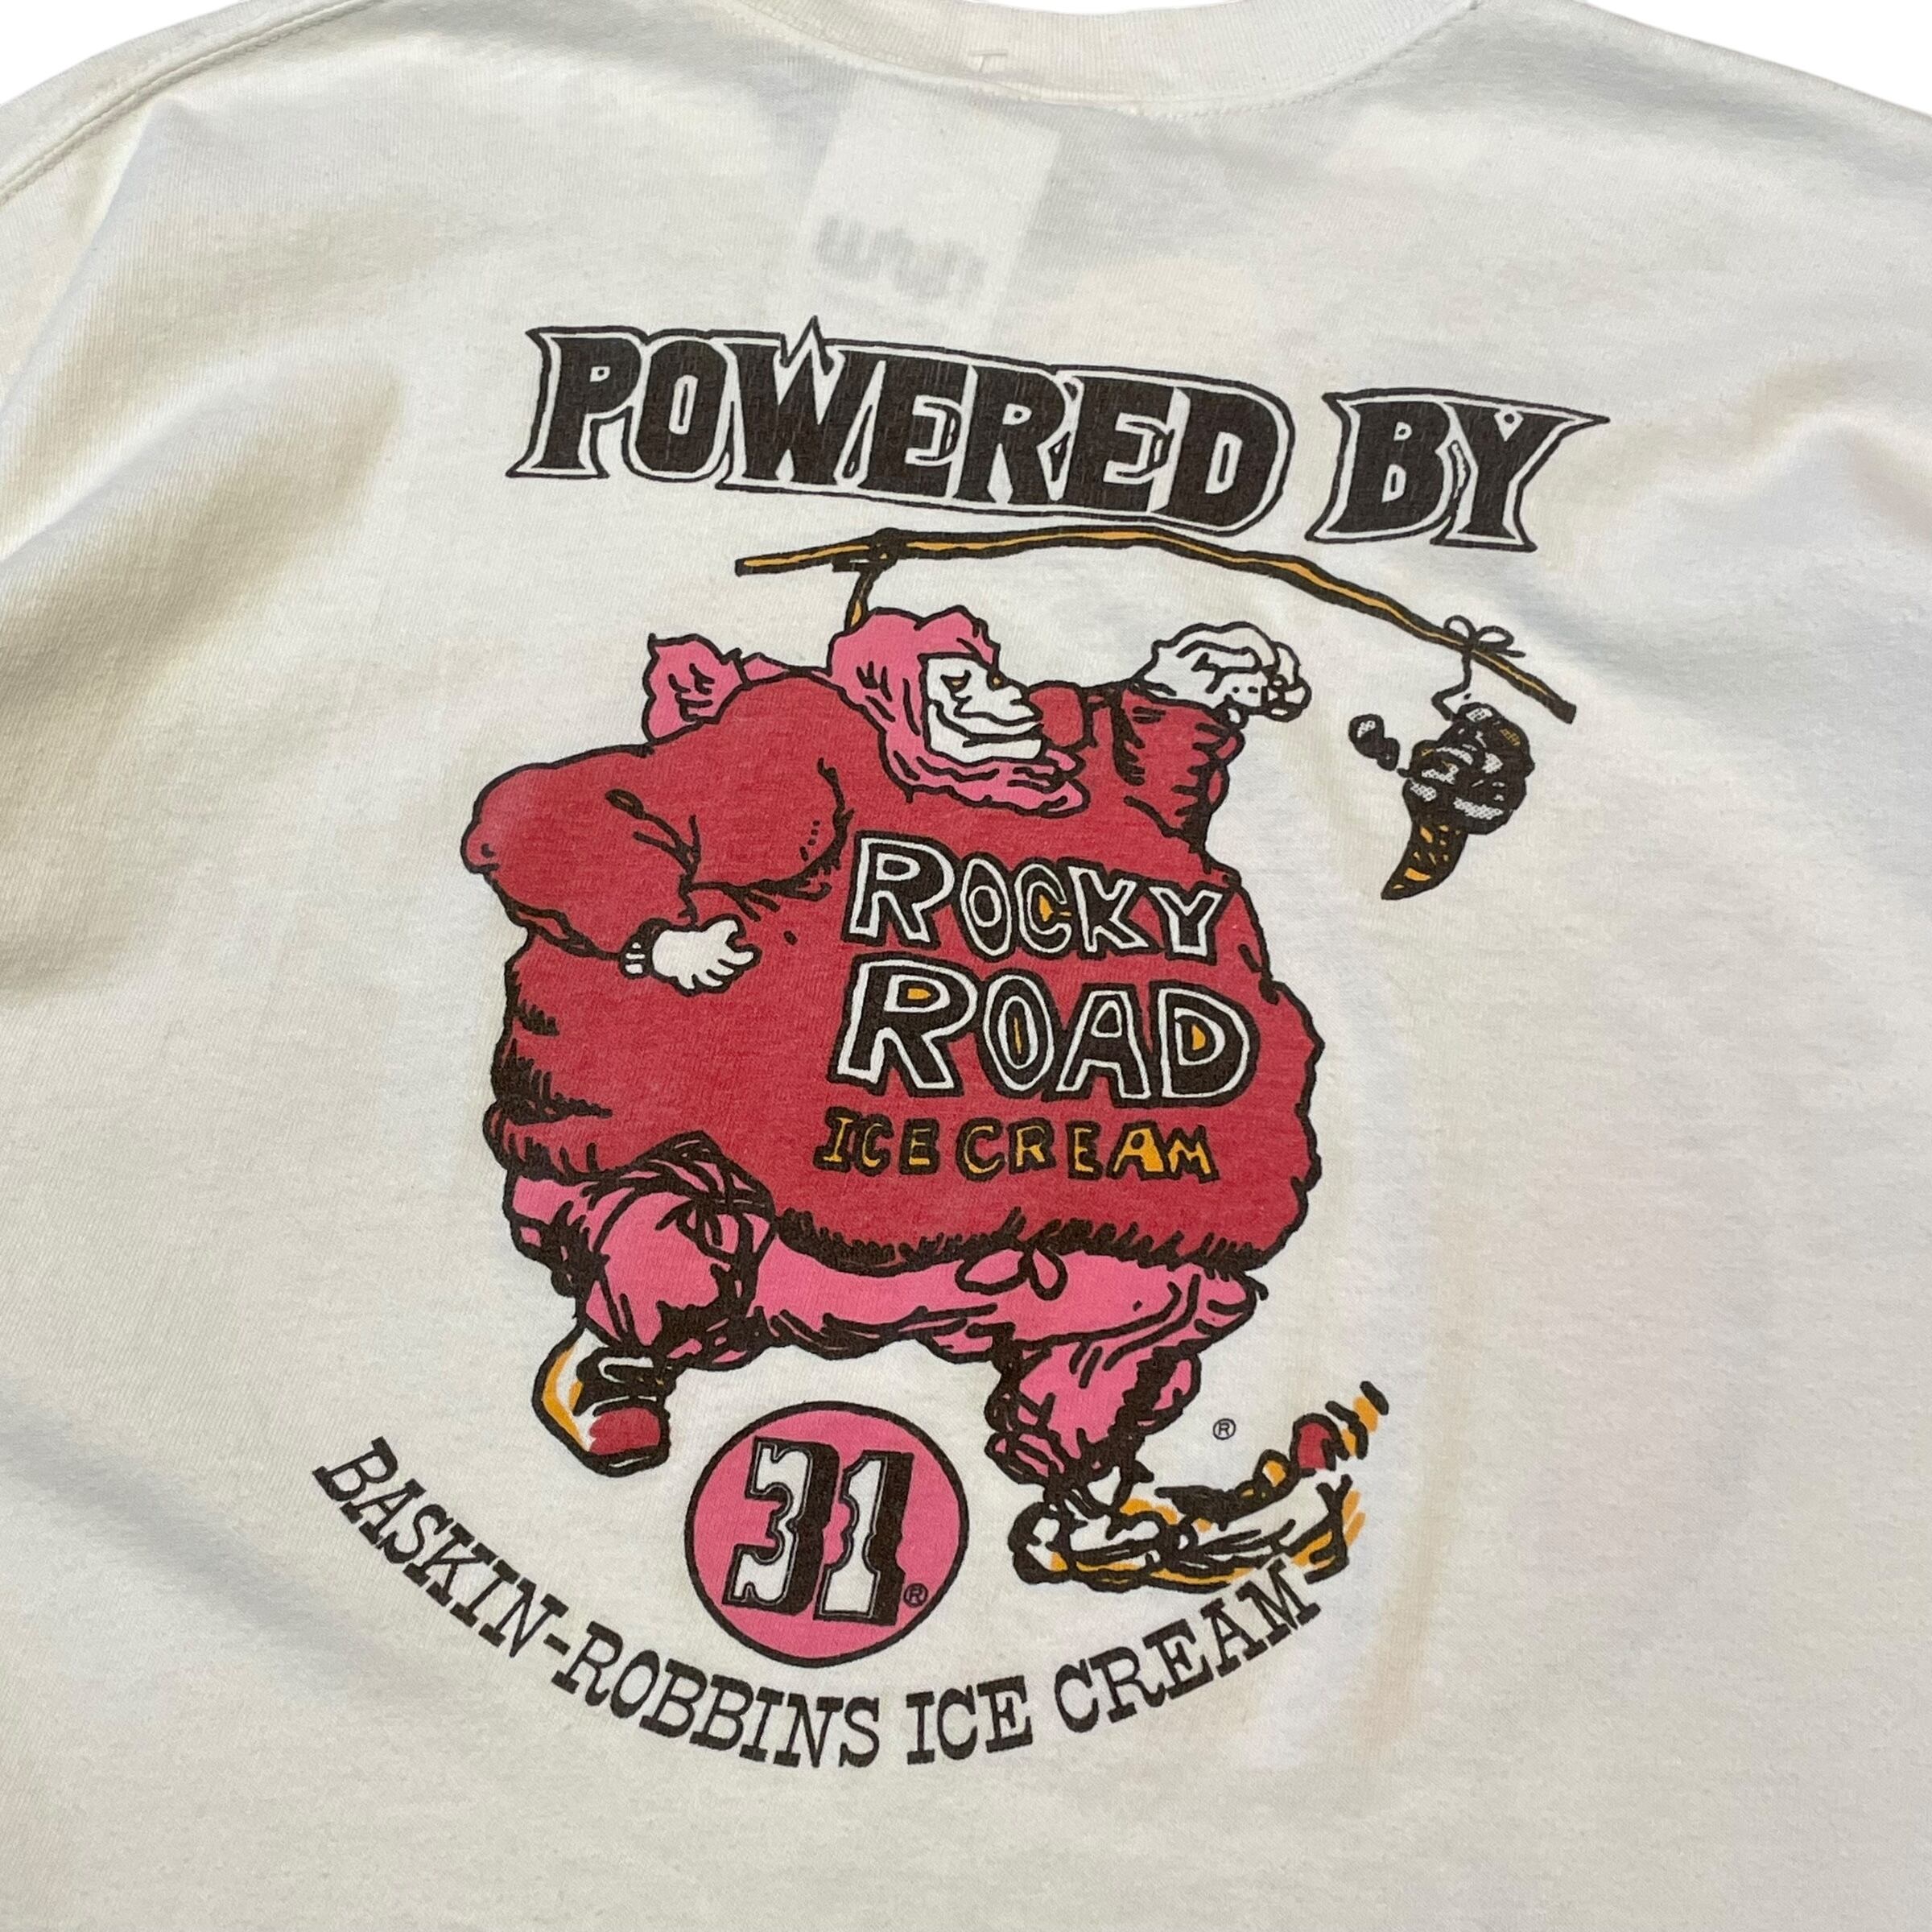 POWERED BY
ROCKY
ROAD
ICE CREAM
®
31
®
BASKIN-ROBBINS ICE CREAM